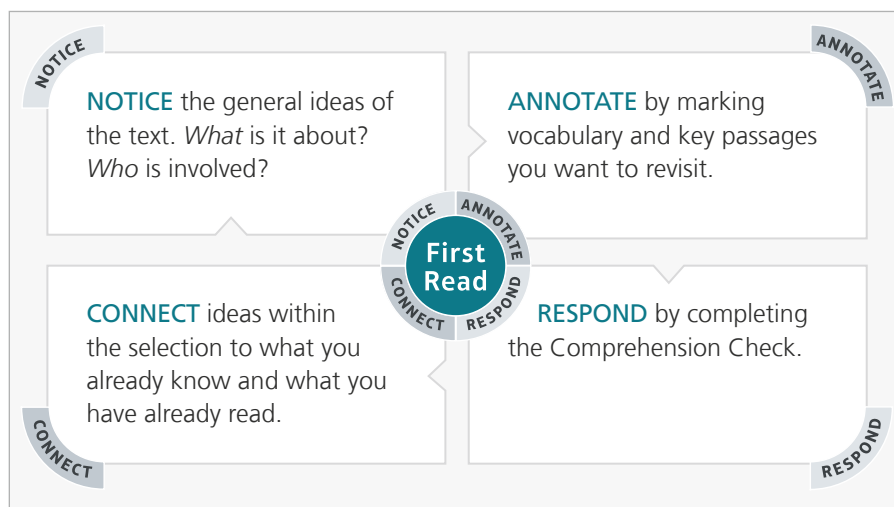 NOTICE
NOTICE the general ideas of
the text. What is it about?
Who is involved?
ANNOTATE
ANNOTATE by marking
vocabulary and key passages
you want to revisit.
NOTICE
ANNOTATE
First
Read
CONNECT
RESPOND
CONNECT ideas within
the selection to what you
already know and what you
have already read.
CONNECT
RESPOND by completing
the Comprehension Check.
RESPOND